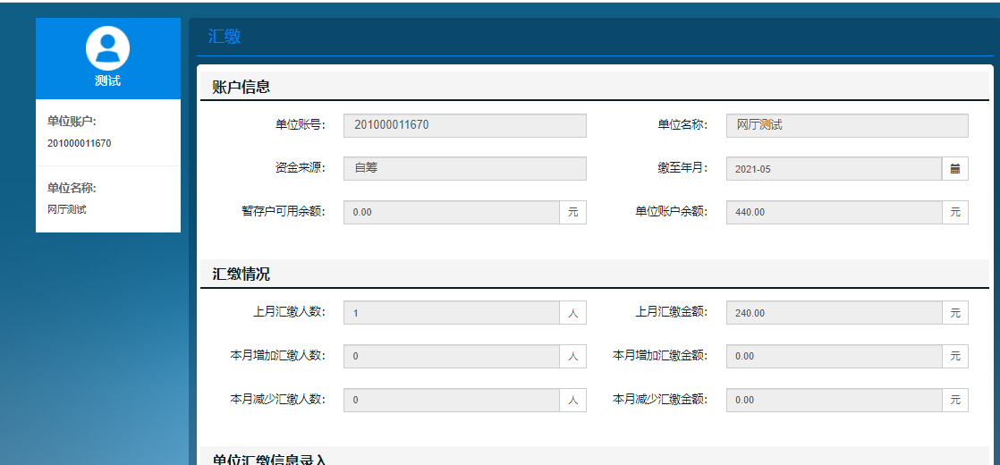 测试
单位账户:
201000011670
单位名称:
网厅测试
汇缴
账户信息
单位账号: 201000011670 单位名称: 网厅测试
资金来源: 自筹 缴至年月: 2021-05
暂存户可用余额: 0.00 元 单位账户余额: 440.00 元
汇缴情况
上月汇缴人数: 1 人 上月汇缴金额: 240.00 元
本月增加汇缴人数: 0 人 本月增加汇缴金额: 0.00 元
本月减少汇缴人数: 0 人 本月减少汇缴金额: 0.00 元
单位汇缴信息录入